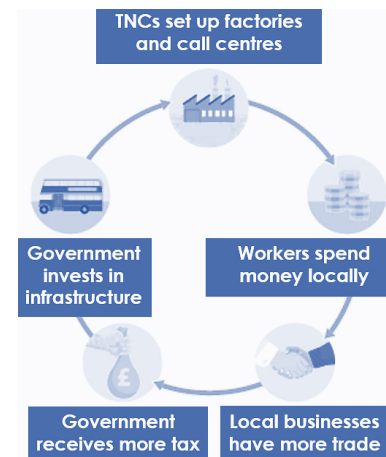 TNCs set up factories
and call centres
Workers spend
money locally
Local businesses
have more trade
£
Government
receives more tax
Government
invests in
infrastructure